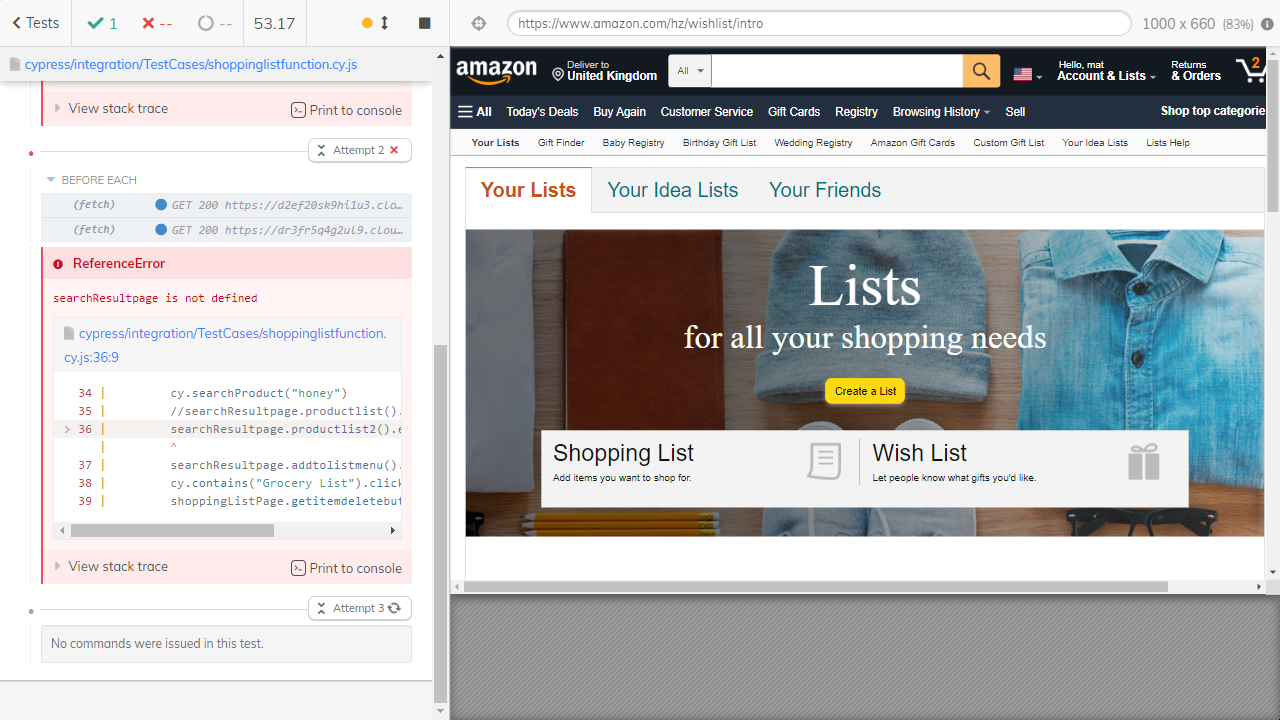 Tests
1
--
--
53.17
https://www.amazon.com/hz/wishlist/intro
1000 x 660 (83%)
cypress/integration/TestCases/shoppinglistfunction.cy.js
View stack trace
Print to console
Attempt 2
BEFORE EACH
(fetch) GET 200 https://d2ef20sk9hi1u3.clo…
(fetch) GET 200 https://dr3fr5q4g2ul9.clou…
ReferenceError
searchResultpage is not defined
cypress/integration/TestCases/shoppinglistfunction.
cy.js:36:9
34 | cy.searchProduct("honey")
35 | //searchResultpage.productlist().
> 36 | searchResultpage.productlist2().e
| ^
37 | searchResultpage.addtolistmenu().
38 | cy.contains("Grocery List").click
39 | shoppingListPage.getitemdeletebut
View stack trace
Print to console
Attempt 3
No commands were issued in this test.
amazon
Deliver to
United Kingdom
All
Hello, mat
Account & Lists
Returns
& Orders
2
All
Today's Deals
Buy Again
Customer Service
Gift Cards
Registry
Browsing History
Sell
Shop top categorie
Your Lists
Gift Finder
Baby Registry
Birthday Gift List
Wedding Registry
Amazon Gift Cards
Custom Gift List
Your Idea Lists
Lists Help
Your Lists
Your Idea Lists
Your Friends
Lists
for all your shopping needs
Create a List
Shopping List
Add items you want to shop for.
Wish List
Let people know what gifts you'd like.